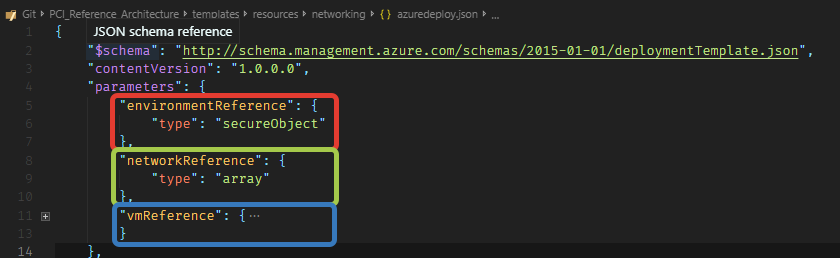 Git > PCI_Reference_Architecture > templates > resources > networking > {} azuredeploy.json > ...
1 { JSON schema reference
2 "$schema": "http://schema.management.azure.com/schemas/2015-01-01/deploymentTemplate.json",
3 "contentVersion": "1.0.0.0",
4 "parameters": {
5 "environmentReference": {
6 "type": "secureObject"
7 },
8 "networkReference": {
9 "type": "array"
10 },
11 "vmReference": { ...
13 }
14 },